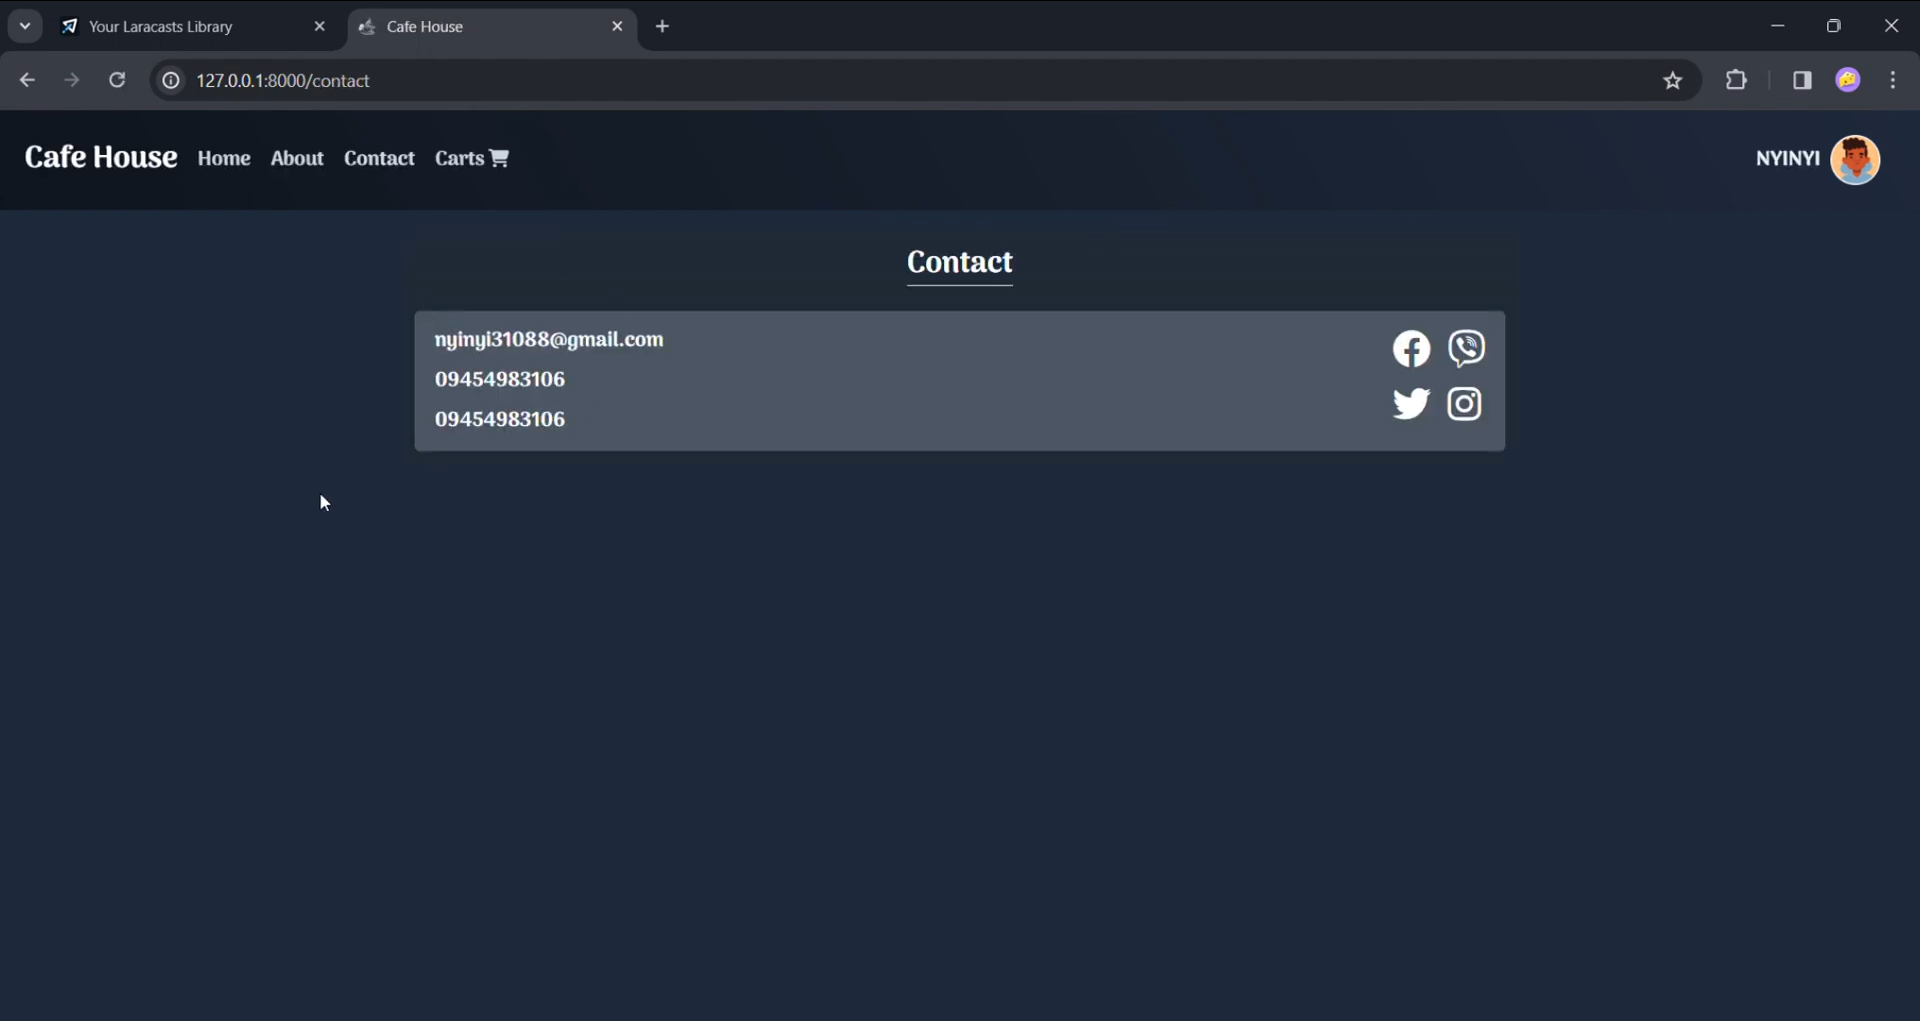 Your Laracasts Library
Cafe House
127.0.0.1:8000/contact
Cafe House Home About Contact Carts NYINYI
Contact
nyinyi31088@gmail.com
09454983106
09454983106